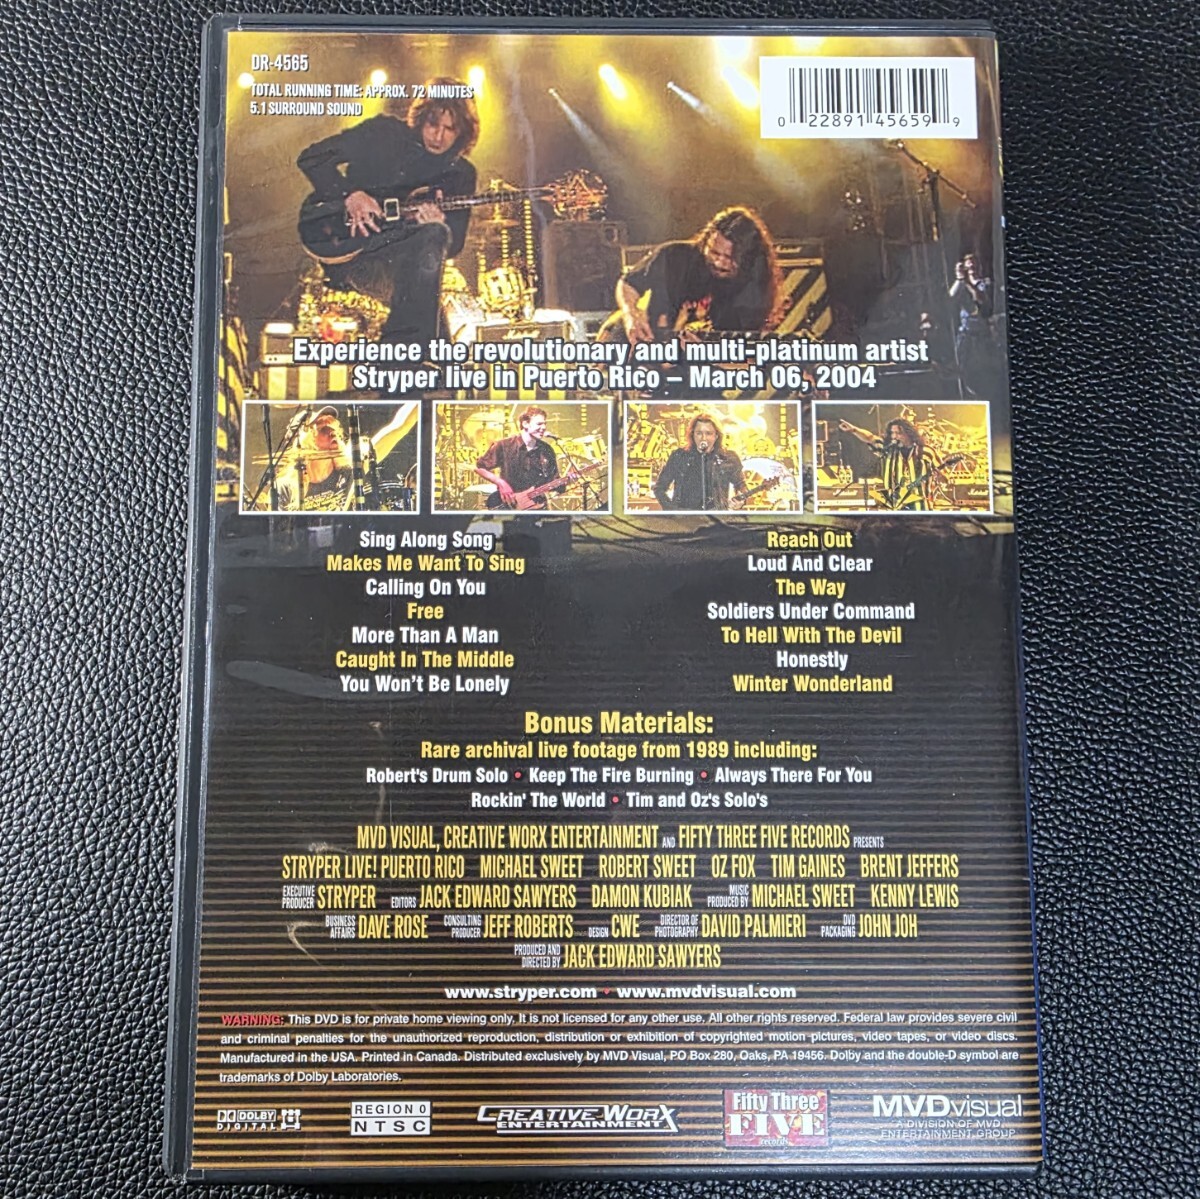 DR-4565
TOTAL RUNNING TIME: APPROX. 72 MINUTES
5.1 SURROUND SOUND
0 22891 45659 9
Experience the revolutionary and multi-platinum artist
Stryper live in Puerto Rico – March 06, 2004
Sing Along Song
Makes Me Want To Sing
Calling On You
Free
More Than A Man
Caught In The Middle
You Won't Be Lonely
Reach Out
Loud And Clear
The Way
Soldiers Under Command
To Hell With The Devil
Honestly
Winter Wonderland
Bonus Materials:
Rare archival live footage from 1989 including:
Robert's Drum Solo • Keep The Fire Burning • Always There For You
Rockin' The World • Tim and Oz's Solo's
MVD VISUAL, CREATIVE WORX ENTERTAINMENT AND FIFTY THREE FIVE RECORDS PRESENTS
STRYPER LIVE! PUERTO RICO MICHAEL SWEET ROBERT SWEET OZ FOX TIM GAINES BRENT JEFFERS
EXECUTIVE PRODUCER STRYPER EDITORS JACK EDWARD SAWYERS DAMON KUBIAK MUSIC PRODUCED BY MICHAEL SWEET KENNY LEWIS
BUSINESS AFFAIRS DAVE ROSE CONSULTING PRODUCER JEFF ROBERTS DESIGN CWE DIRECTOR OF PHOTOGRAPHY DAVID PALMIERI DVD PACKAGING JOHN JOH
PRODUCED AND DIRECTED BY JACK EDWARD SAWYERS
www.stryper.com • www.mvdvisual.com
WARNING: This DVD is for private home viewing only. It is not licensed for any other use. All other rights reserved. Federal law provides severe civil
and criminal penalties for the unauthorized reproduction, distribution or exhibition of copyrighted motion pictures, video tapes, or video discs.
Manufactured in the USA. Printed in Canada. Distributed exclusively by MVD Visual, PO Box 280, Oaks, PA 19456. Dolby and the double-D symbol are
trademarks of Dolby Laboratories.
DOLBY
DIGITAL
REGION 0
NTSC
CREATIVE WORX
ENTERTAINMENT
Fifty Three
FIVE
records
MVDvisual
A DIVISION OF MVD
ENTERTAINMENT GROUP